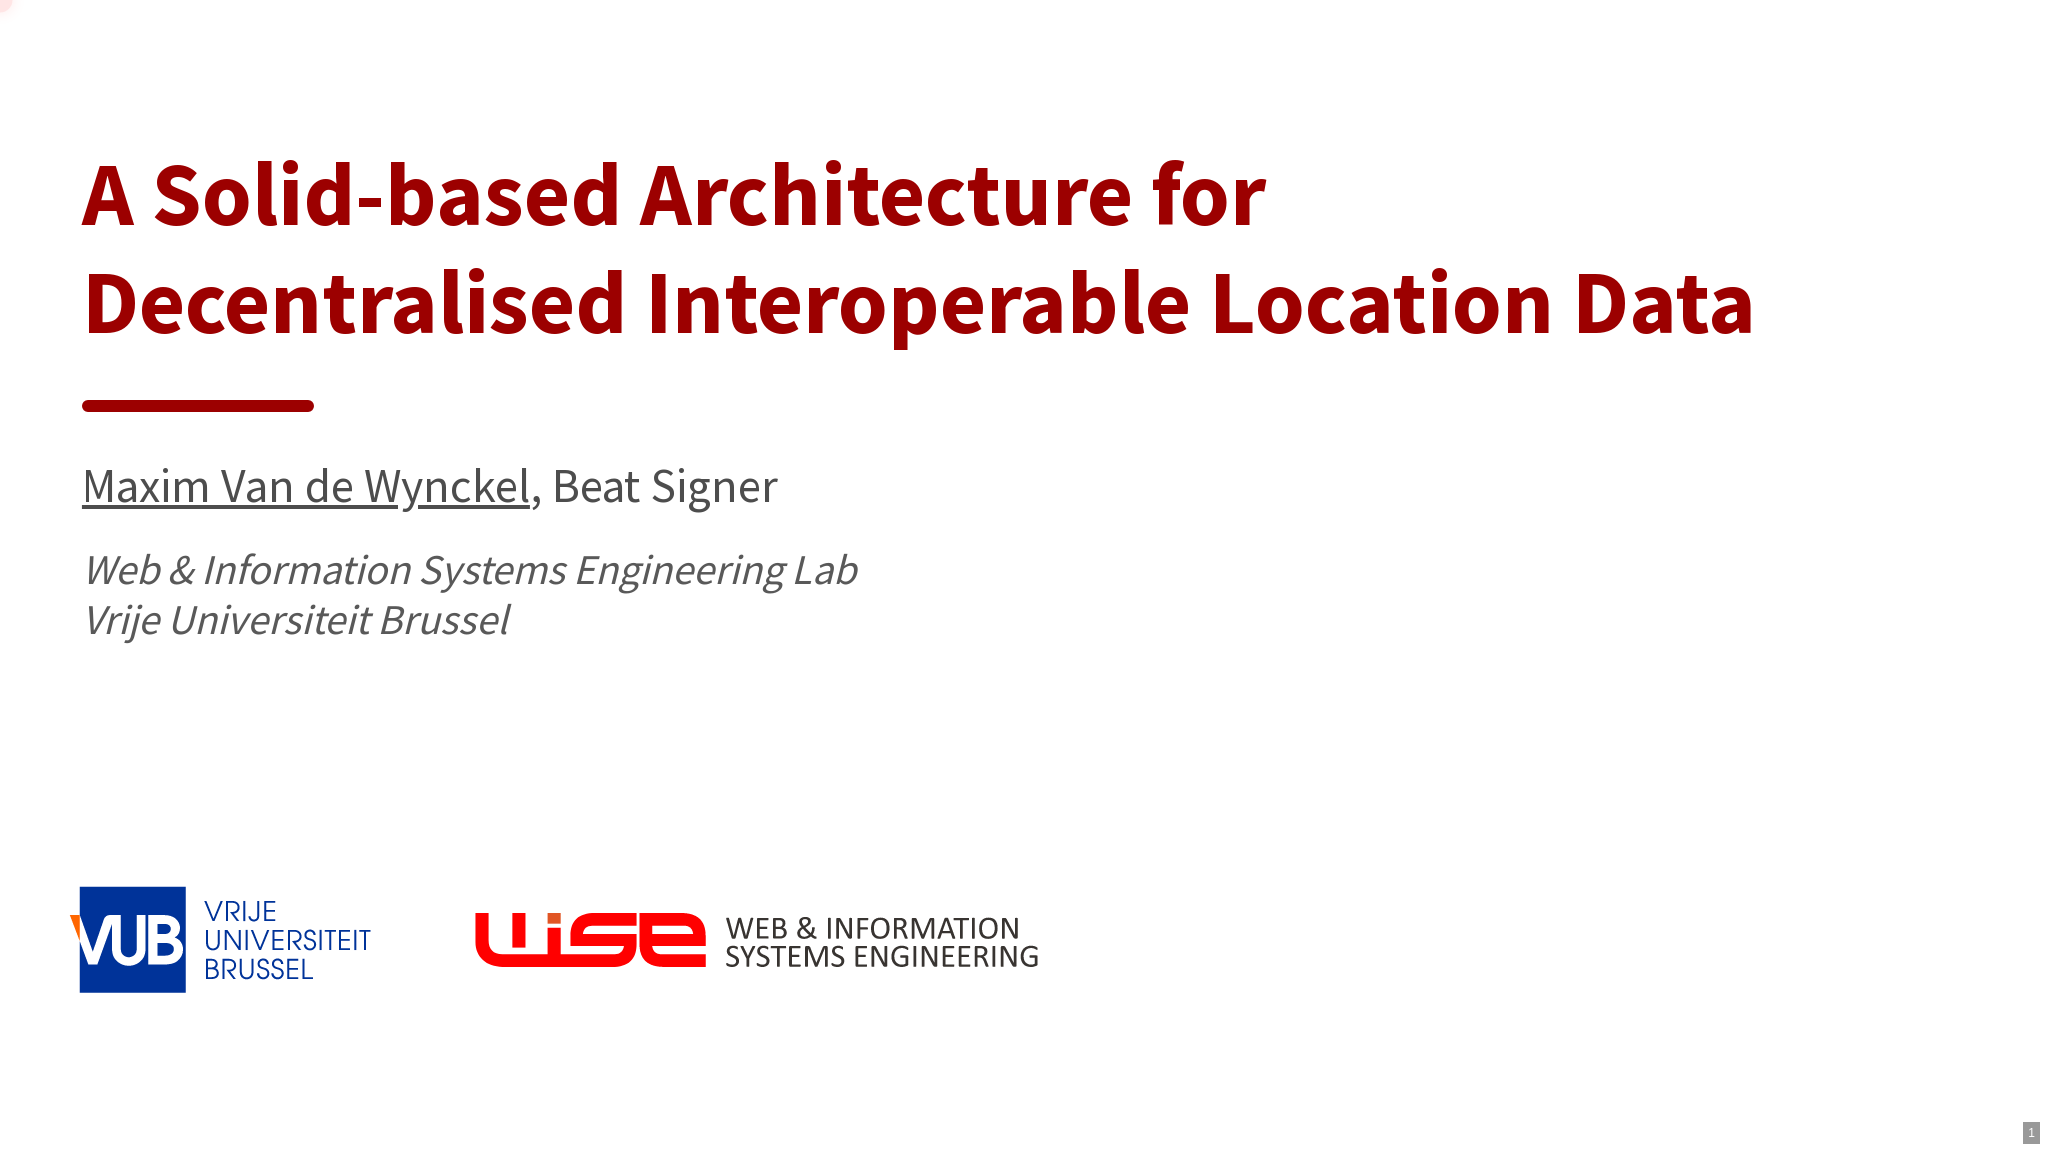 A Solid-based Architecture for
Decentralised Interoperable Location Data
Maxim Van de Wynckel, Beat Signer
Web & Information Systems Engineering Lab
Vrije Universiteit Brussel
VUB
VRIJE
UNIVERSITEIT
BRUSSEL
WISE
WEB & INFORMATION
SYSTEMS ENGINEERING
1